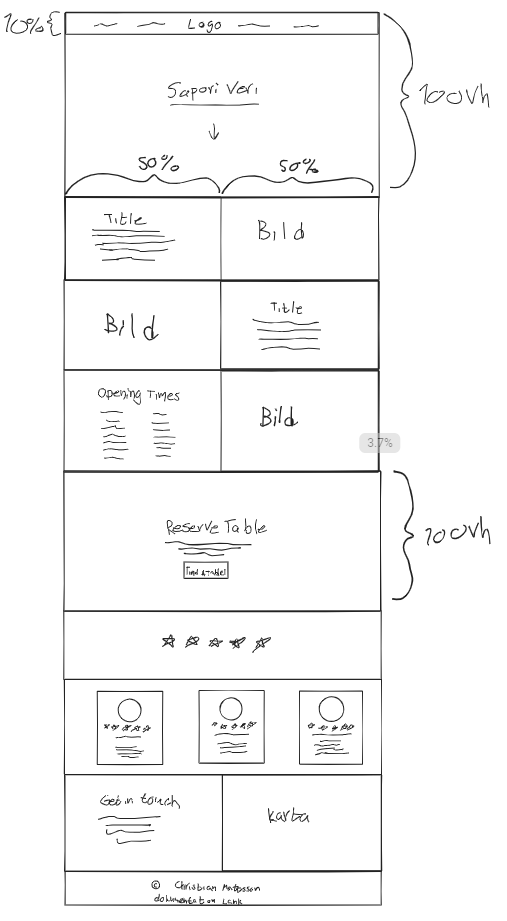 10%
Logo
100vh
Sapori Veri
50%
50%
Title
Bild
Bild
Title
Opening Times
Bild
3.7%
Reserve Table
100vh
Find a table!
Get in touch
karta
© Christian Mattsson
dokumentation Länk